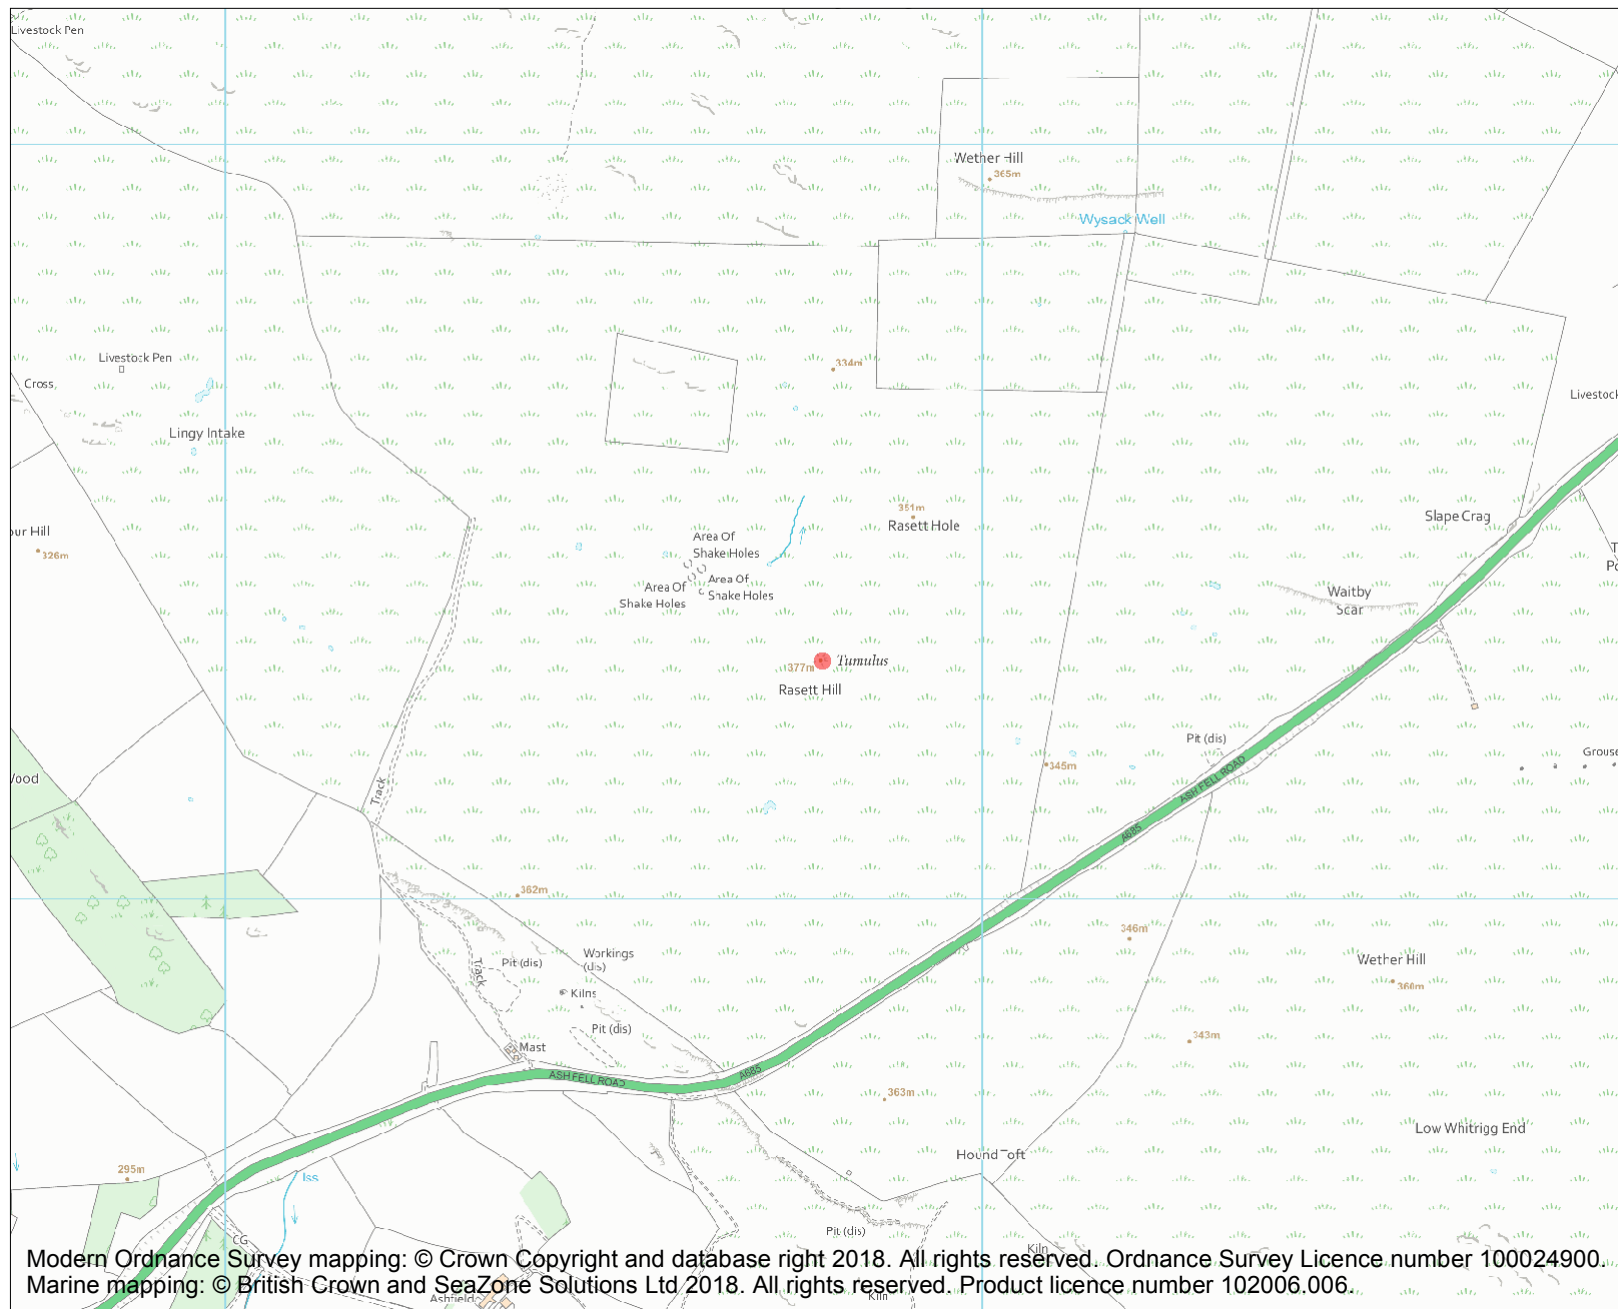 Livestock Pen
Wether Hill
365m
Wysack Well
Livestock Pen
334m
Cross
Livestock
Lingy Intake
351m
Rasett Hole
Slape Crag
our Hill
326m
Area Of
Shake Holes
Area Of
Shake Holes
Area Of
Shake Holes
Waitby
Scar
Tumulus
377m
Rasett Hill
Pit (dis)
345m
Grouse
Track
ASH FELL ROAD
A685
362m
346m
Workings
(dis)
Pit (dis)
Track
Wether Hill
360m
Kilns
Pit (dis)
343m
Mast
ASH FELL ROAD
A685
363m
Low Whitrigg End
Hound Toft
295m
Iss
Pit (dis)
CG
Kiln
Modern Ordnance Survey mapping: © Crown Copyright and database right 2018. All rights reserved. Ordnance Survey Licence number 100024900.
Marine mapping: © British Crown and SeaZone Solutions Ltd 2018. All rights reserved. Product licence number 102006.006.
Ashfield
Kiln